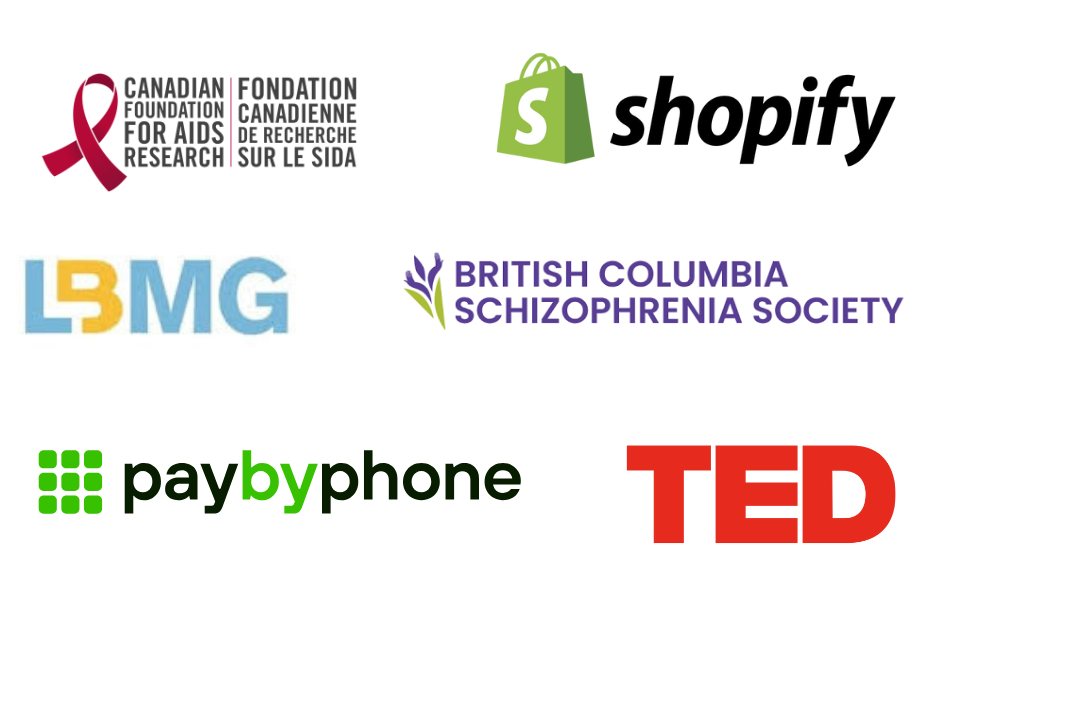 CANADIAN
FOUNDATION
FOR AIDS
RESEARCH
FONDATION
CANADIENNE
DE RECHERCHE
SUR LE SIDA
S shopify
LBMG
BRITISH COLUMBIA
SCHIZOPHRENIA SOCIETY
paybyphone
TED